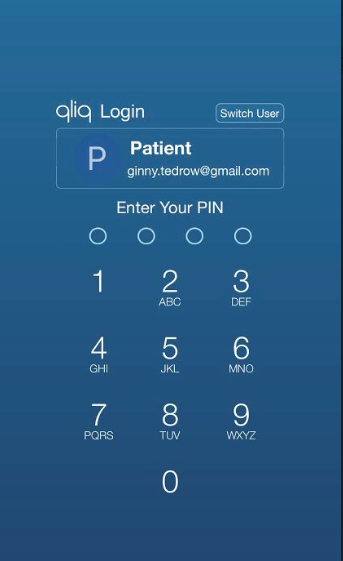 qliq Login
Switch User
P
Patient
ginny.tedrow@gmail.com
Enter Your PIN
1 2 3
ABC DEF
4 5 6
GHI JKL MNO
7 8 9
PQRS TUV WXYZ
0